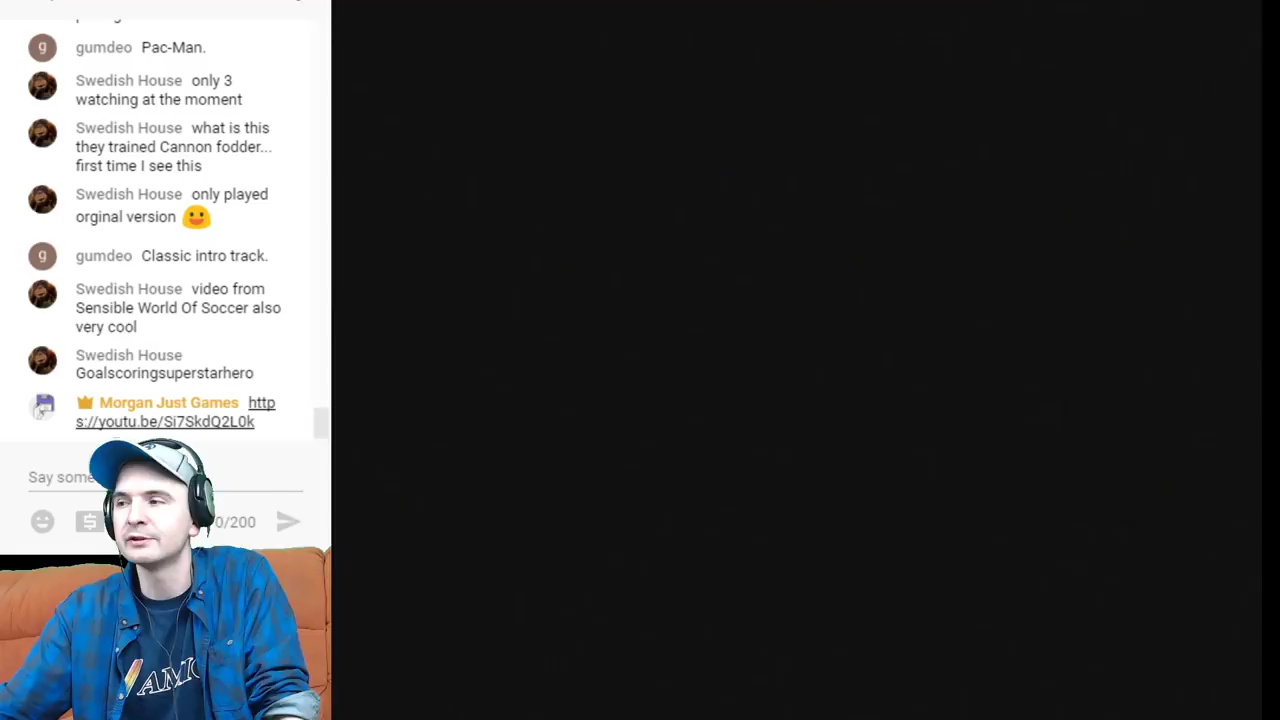 gumdeo Pac-Man.
Swedish House only 3
watching at the moment
Swedish House what is this
they trained Cannon fodder...
first time I see this
Swedish House only played
orginal version
gumdeo Classic intro track.
Swedish House video from
Sensible World Of Soccer also
very cool
Swedish House
Goalscoringsuperstarhero
Morgan Just Games http
s://youtu.be/Si7SkdQ2L0k
Say
0/200